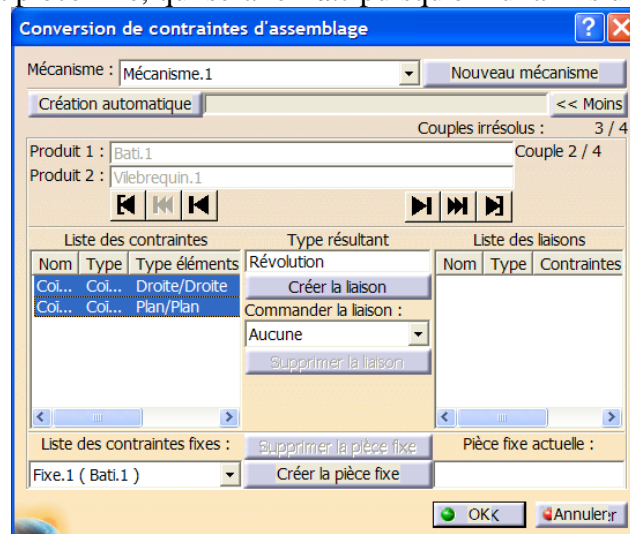 Conversion de contraintes d'assemblage
Mécanisme : Mécanisme.1 Nouveau mécanisme
Création automatique << Moins
Couples irrésolus : 3 / 4
Produit 1 : Bati.1 Couple 2 / 4
Produit 2 : Vilebrequin.1
Liste des contraintes Type résultant Liste des liaisons
Nom Type Type éléments Révolution Nom Type Contraintes
Coï... Coï... Droite/Droite Créer la liaison
Coï... Coï... Plan/Plan Commander la liaison :
Aucune
Supprimer la liaison
Liste des contraintes fixes : Supprimer la pièce fixe Pièce fixe actuelle :
Fixe.1 ( Bati.1 ) Créer la pièce fixe
OK Annuler